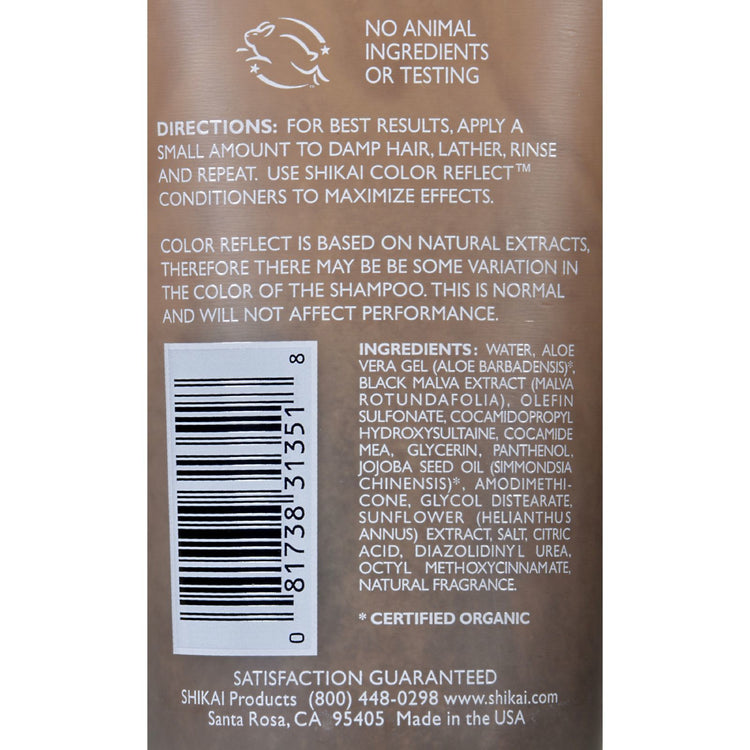 NO ANIMAL
INGREDIENTS
OR TESTING
DIRECTIONS: FOR BEST RESULTS, APPLY A
SMALL AMOUNT TO DAMP HAIR, LATHER, RINSE
AND REPEAT. USE SHIKAI COLOR REFLECT™
CONDITIONERS TO MAXIMIZE EFFECTS.
COLOR REFLECT IS BASED ON NATURAL EXTRACTS,
THEREFORE THERE MAY BE BE SOME VARIATION IN
THE COLOR OF THE SHAMPOO. THIS IS NORMAL
AND WILL NOT AFFECT PERFORMANCE.
INGREDIENTS: WATER, ALOE
VERA GEL (ALOE BARBADENSIS)*,
BLACK MALVA EXTRACT (MALVA
ROTUNDAFOLIA), OLEFIN
SULFONATE, COCAMIDOPROPYL
HYDROXYSULTAINE, COCAMIDE
MEA, GLYCERIN, PANTHENOL,
JOJOBA SEED OIL (SIMMONDSIA
CHINENSIS)*, AMODIMETHI-
CONE, GLYCOL DISTEARATE,
SUNFLOWER (HELIANTHUS
ANNUS) EXTRACT, SALT, CITRIC
ACID, DIAZOLIDINYL UREA,
OCTYL METHOXYCINNAMATE,
NATURAL FRAGRANCE.
* CERTIFIED ORGANIC
0 81738 31351 8
SATISFACTION GUARANTEED
SHIKAI Products (800) 448-0298 www.shikai.com
Santa Rosa, CA 95405 Made in the USA